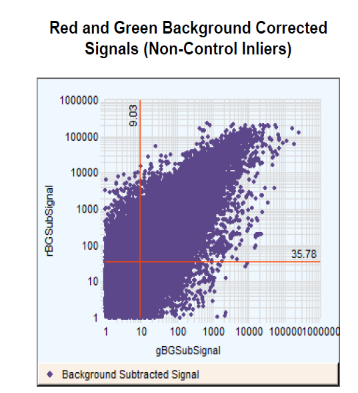 Red and Green Background Corrected
Signals (Non-Control Inliers)
1000000
9.03
100000
10000
rBGSubSignal
1000
100
35.78
10
1
1 10 100 1000 10000 1000001000000
gBGSubSignal
Background Subtracted Signal